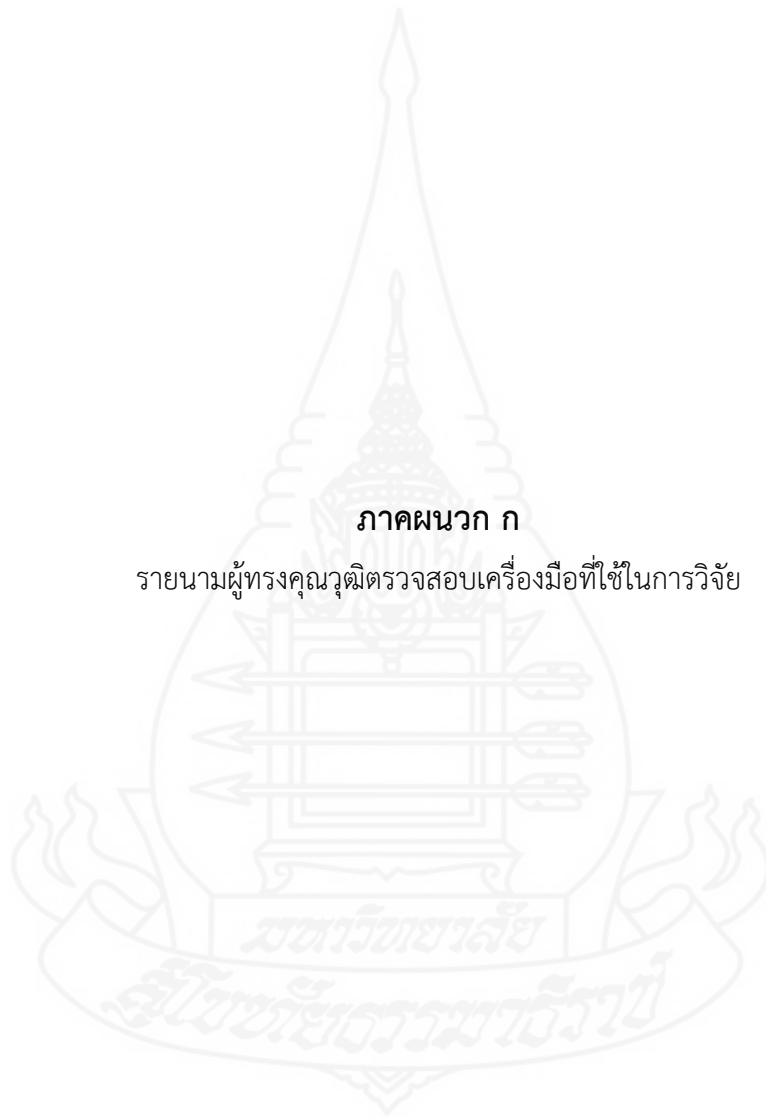 ภาคผนวก ก
รายนามผู้ทรงคุณวุฒิตรวจสอบเครื่องมือที่ใช้ในการวิจัย
มหาวิทยาลัย
สุโขทัยธรรมาธิราช